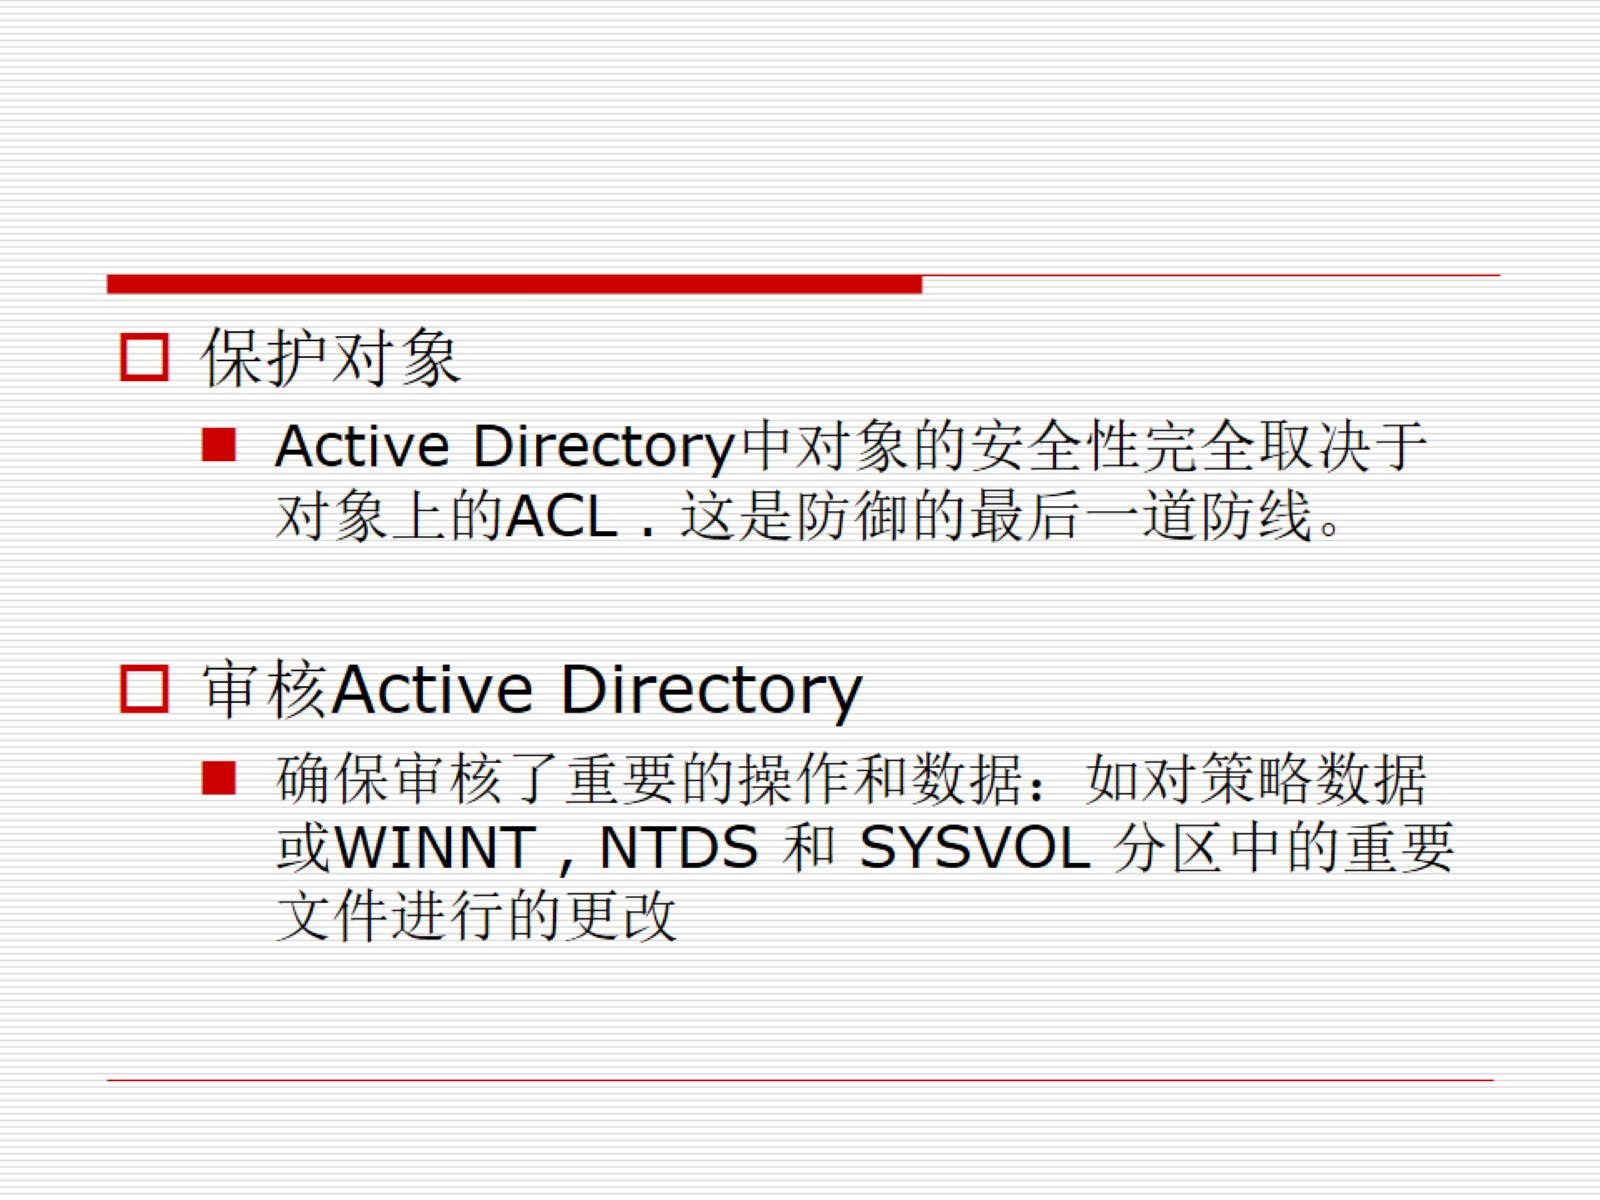 保护对象
Active Directory中对象的安全性完全取决于
对象上的ACL . 这是防御的最后一道防线。
审核Active Directory
确保审核了重要的操作和数据：如对策略数据
或WINNT , NTDS 和 SYSVOL 分区中的重要
文件进行的更改